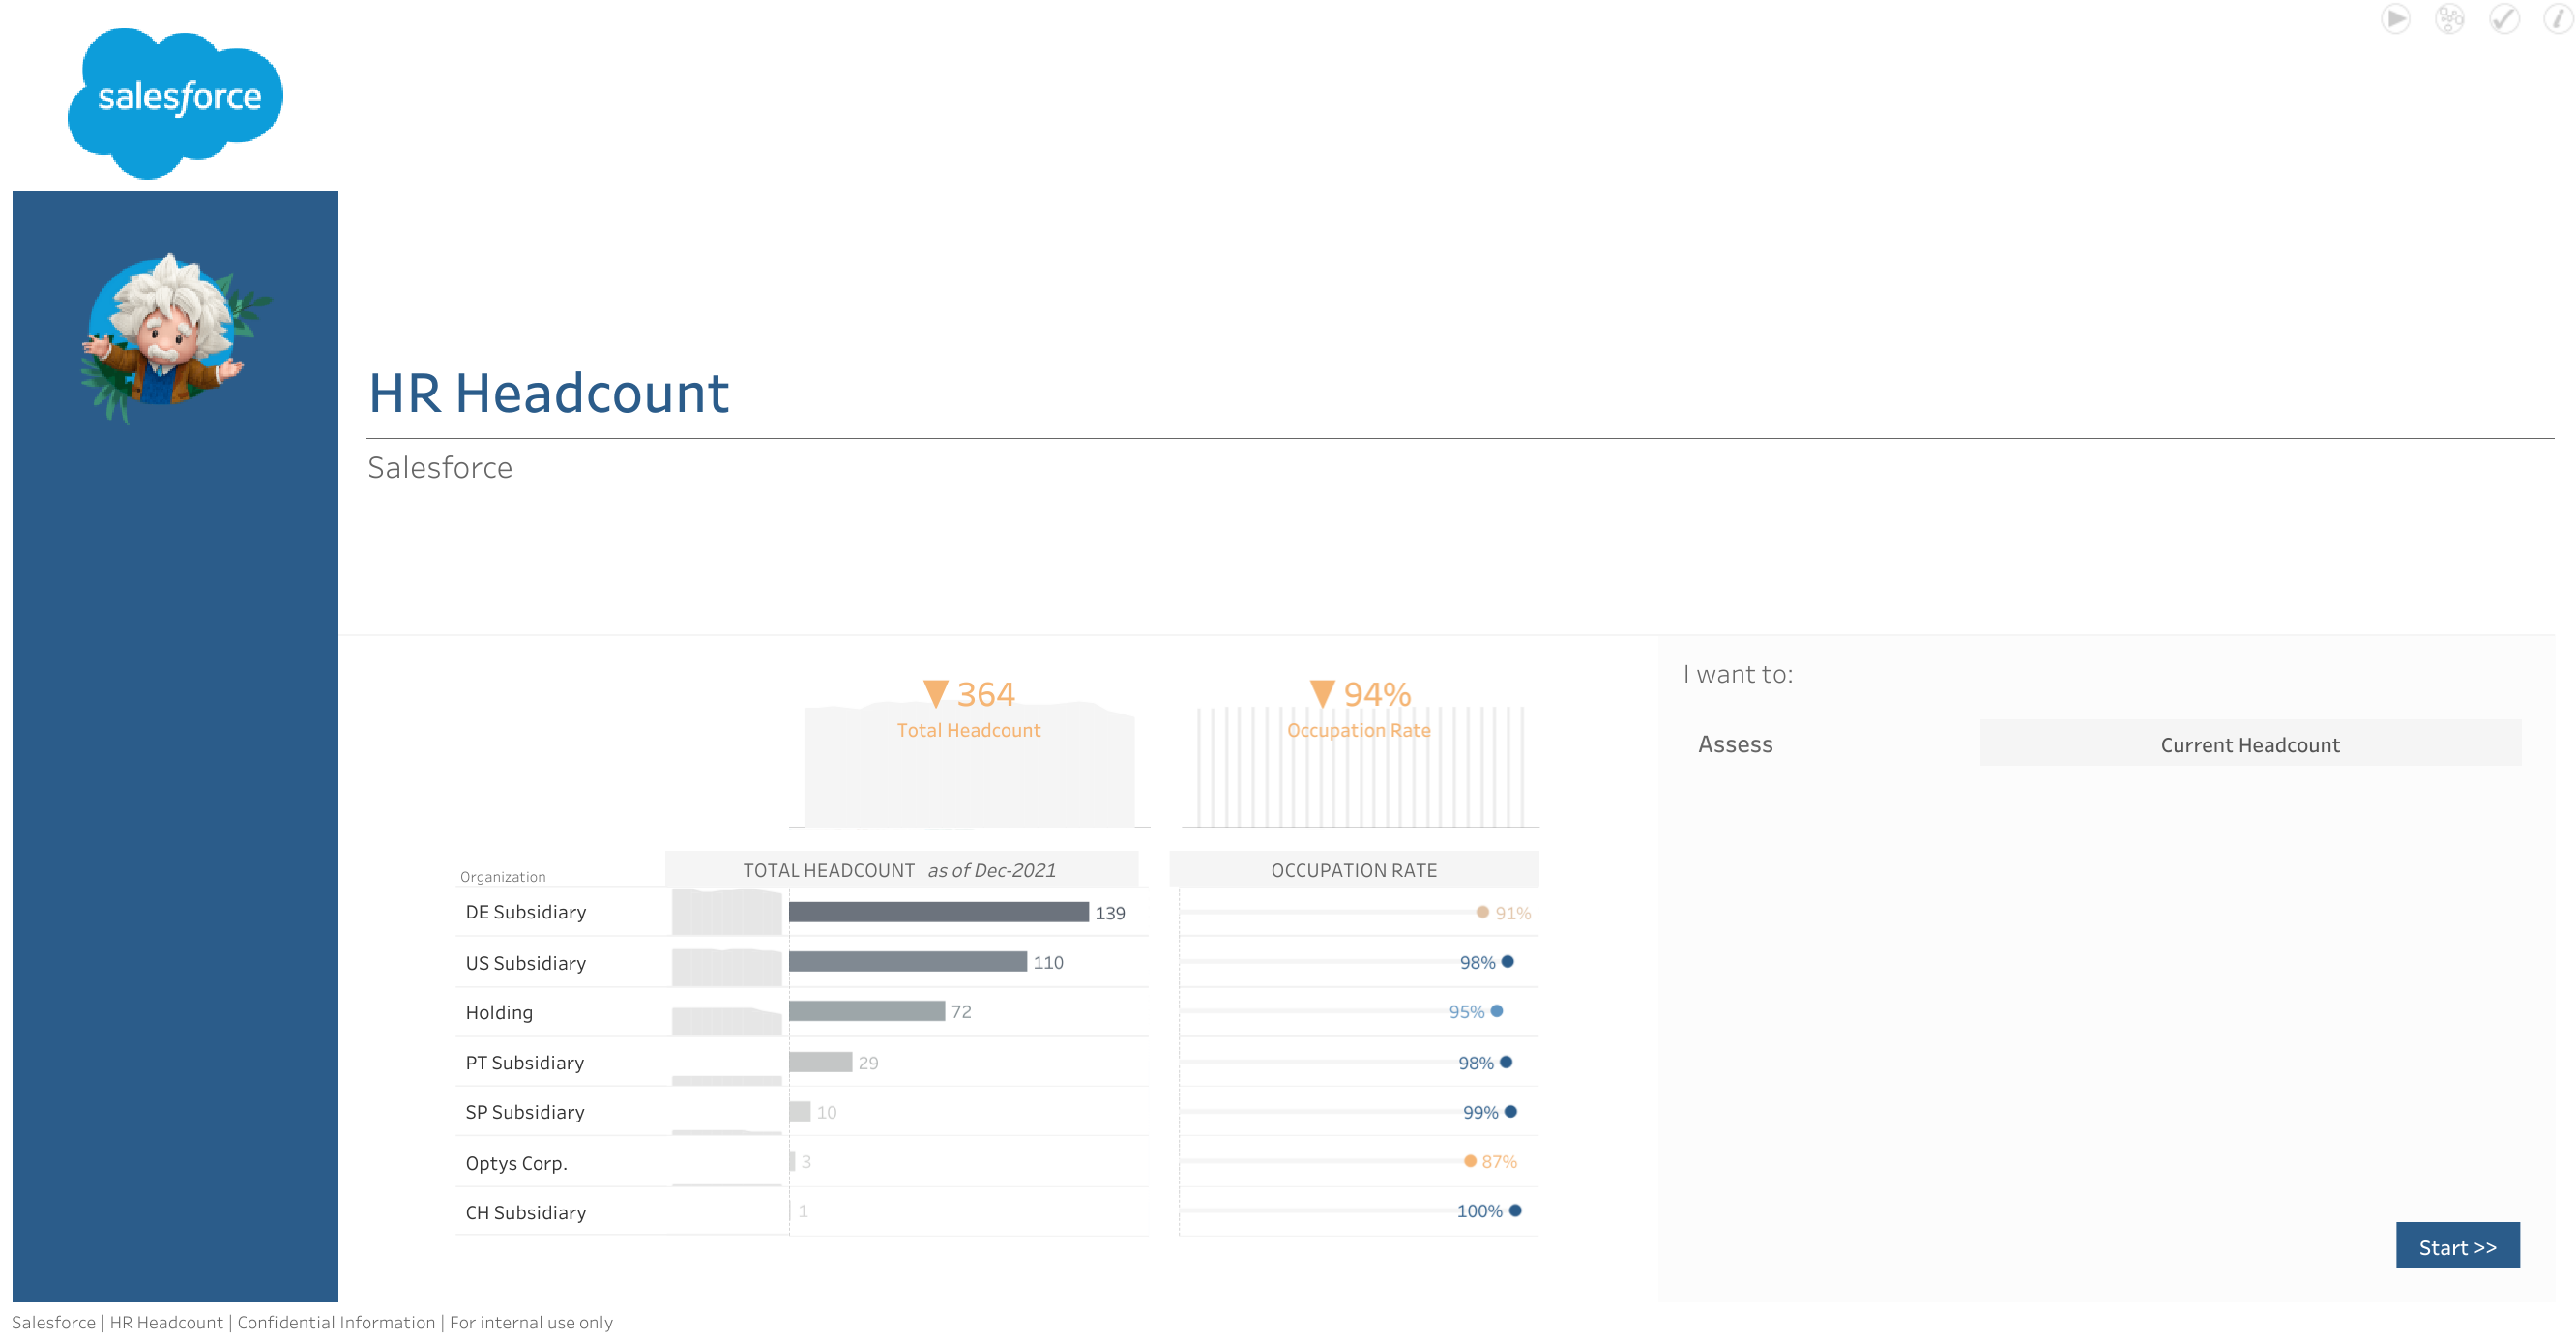 salesforce
HR Headcount
Salesforce
▼ 364
Total Headcount
▼ 94%
Occupation Rate
I want to:
Assess
Current Headcount
Organization
TOTAL HEADCOUNT as of Dec-2021
OCCUPATION RATE
DE Subsidiary 139 91%
US Subsidiary 110 98%
Holding 72 95%
PT Subsidiary 29 98%
SP Subsidiary 10 99%
Optys Corp. 3 87%
CH Subsidiary 1 100%
Start >>
Salesforce | HR Headcount | Confidential Information | For internal use only